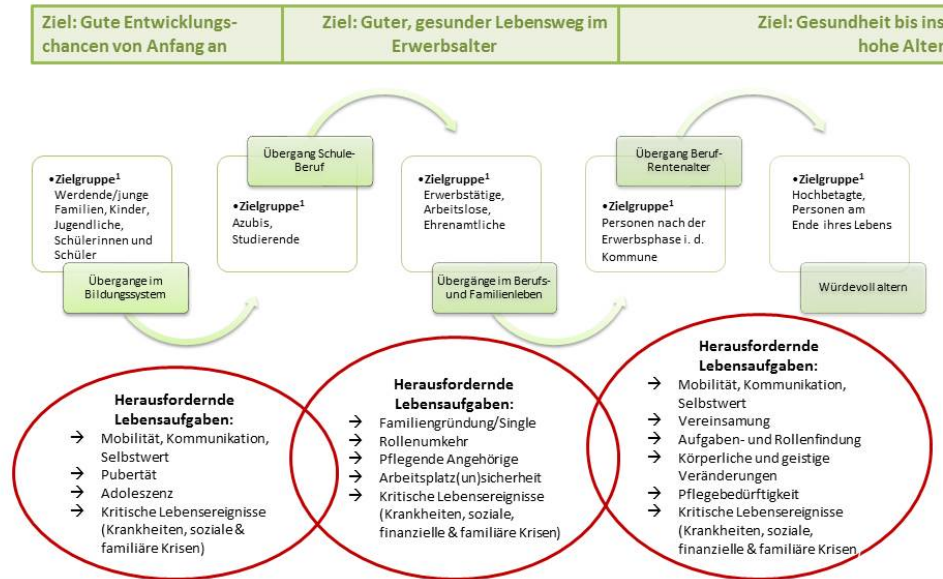 Ziel: Gute Entwicklungs-
chancen von Anfang an
Ziel: Guter, gesunder Lebensweg im
Erwerbsalter
Ziel: Gesundheit bis ins
hohe Alter
•Zielgruppe¹
Werdende/junge
Familien, Kinder,
Jugendliche,
Schülerinnen und
Schüler
Übergänge im
Bildungssystem
Übergang Schule-
Beruf
•Zielgruppe¹
Azubis,
Studierende
•Zielgruppe¹
Erwerbstätige,
Arbeitslose,
Ehrenamtliche
Übergänge im Berufs-
und Familienleben
Übergang Beruf-
Rentenalter
•Zielgruppe¹
Personen nach der
Erwerbsphase i. d.
Kommune
•Zielgruppe¹
Hochbetagte,
Personen am
Ende ihres Lebens
Würdevoll altern
Herausfordernde
Lebensaufgaben:
→ Mobilität, Kommunikation,
Selbstwert
→ Pubertät
→ Adoleszenz
→ Kritische Lebensereignisse
(Krankheiten, soziale &
familiäre Krisen)
Herausfordernde
Lebensaufgaben:
→ Familiengründung/Single
→ Rollenumkehr
→ Pflegende Angehörige
→ Arbeitsplatz(un)sicherheit
→ Kritische Lebensereignisse
(Krankheiten, soziale,
finanzielle & familiäre Krisen)
Herausfordernde
Lebensaufgaben:
→ Mobilität, Kommunikation,
Selbstwert
→ Vereinsamung
→ Aufgaben- und Rollenfindung
→ Körperliche und geistige
Veränderungen
→ Pflegebedürftigkeit
→ Kritische Lebensereignisse
(Krankheiten, soziale,
finanzielle & familiäre Krisen